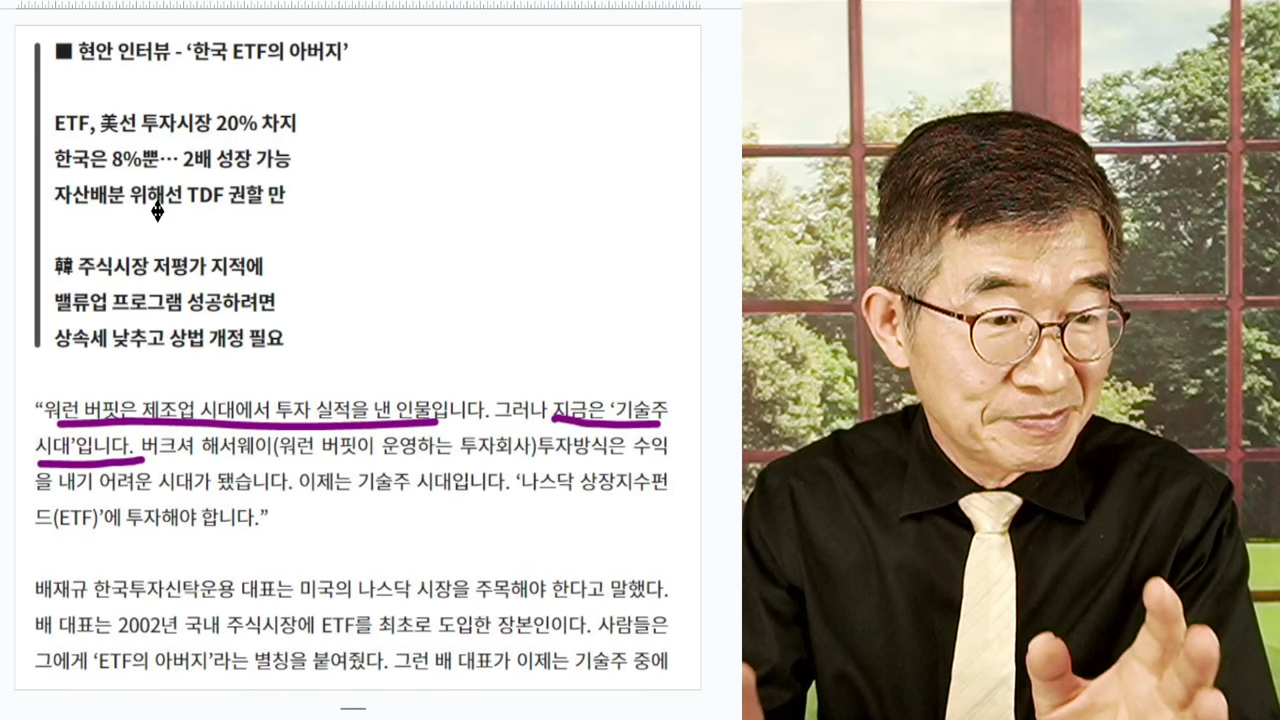 ■ 현안 인터뷰 - ‘한국 ETF의 아버지’
ETF, 美선 투자시장 20% 차지
한국은 8%뿐… 2배 성장 가능
자산배분 위해선 TDF 권할 만
韓 주식시장 저평가 지적에
밸류업 프로그램 성공하려면
상속세 낮추고 상법 개정 필요
“워런 버핏은 제조업 시대에서 투자 실적을 낸 인물입니다. 그러나 지금은 ‘기술주
시대’입니다. 버크셔 해서웨이(워런 버핏이 운영하는 투자회사)투자방식은 수익
을 내기 어려운 시대가 됐습니다. 이제는 기술주 시대입니다. ‘나스닥 상장지수펀
드(ETF)’에 투자해야 합니다.”
배재규 한국투자신탁운용 대표는 미국의 나스닥 시장을 주목해야 한다고 말했다.
배 대표는 2002년 국내 주식시장에 ETF를 최초로 도입한 장본인이다. 사람들은
그에게 ‘ETF의 아버지’라는 별칭을 붙여줬다. 그런 배 대표가 이제는 기술주 중에